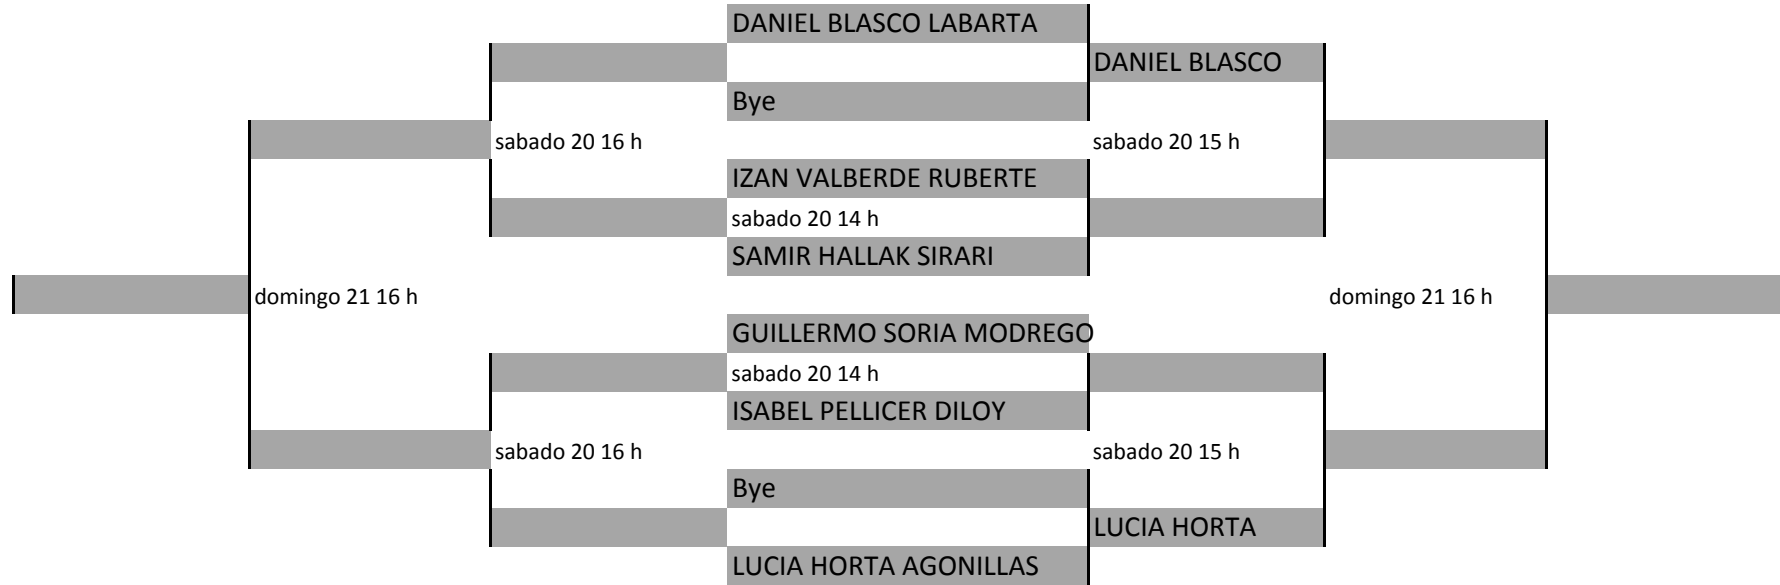 DANIEL BLASCO LABARTA
DANIEL BLASCO
Bye
sabado 20 16 h
sabado 20 15 h
IZAN VALBERDE RUBERTE
sabado 20 14 h
SAMIR HALLAK SIRARI
domingo 21 16 h
domingo 21 16 h
GUILLERMO SORIA MODREGO
sabado 20 14 h
ISABEL PELLICER DILOY
sabado 20 16 h
sabado 20 15 h
Bye
LUCIA HORTA
LUCIA HORTA AGONILLAS